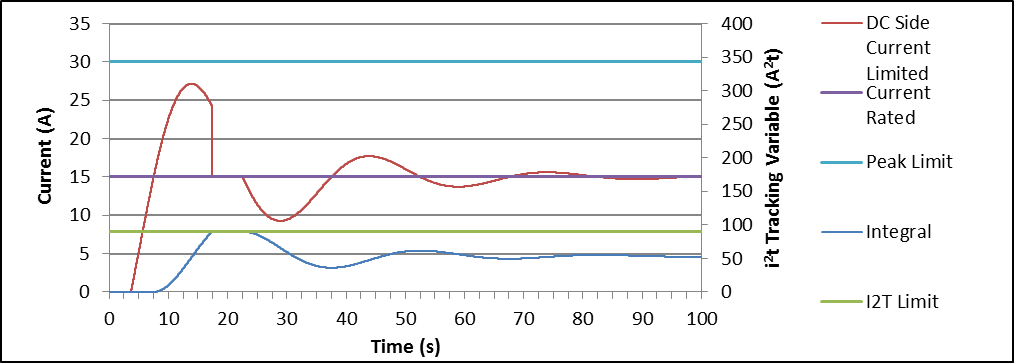 35
30
25
20
15
10
5
0
Current (A)
0 10 20 30 40 50 60 70 80 90 100
Time (s)
400
350
300
250
200
150
100
50
0
i²t Tracking Variable (A²t)
DC Side
Current
Limited
Current
Rated
Peak Limit
Integral
I2T Limit